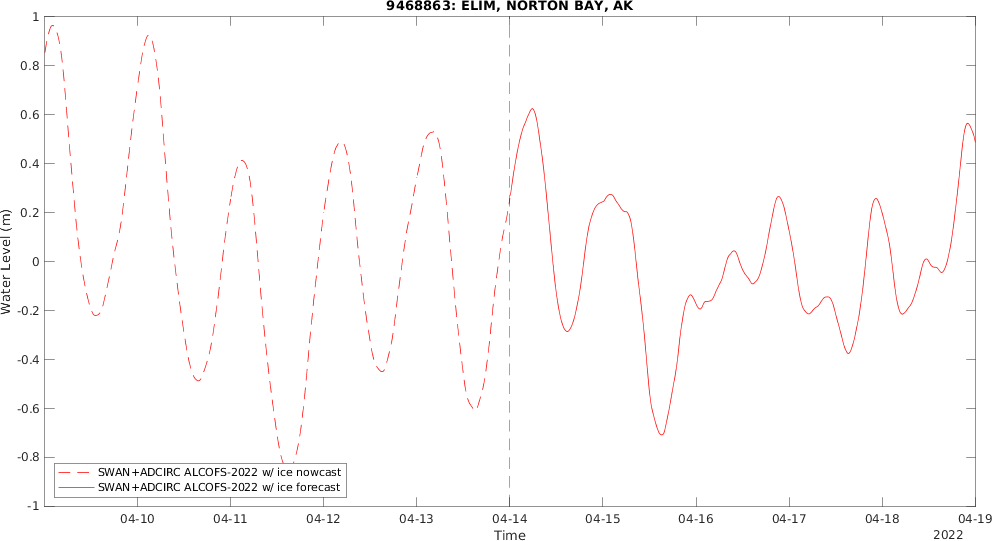 9468863: ELIM, NORTON BAY, AK
1
0.8
0.6
0.4
0.2
0
-0.2
-0.4
-0.6
-0.8
-1
Water Level (m)
SWAN+ADCIRC ALCOFS-2022 w/ ice nowcast
SWAN+ADCIRC ALCOFS-2022 w/ ice forecast
04-10 04-11 04-12 04-13 04-14 04-15 04-16 04-17 04-18 04-19
Time
2022